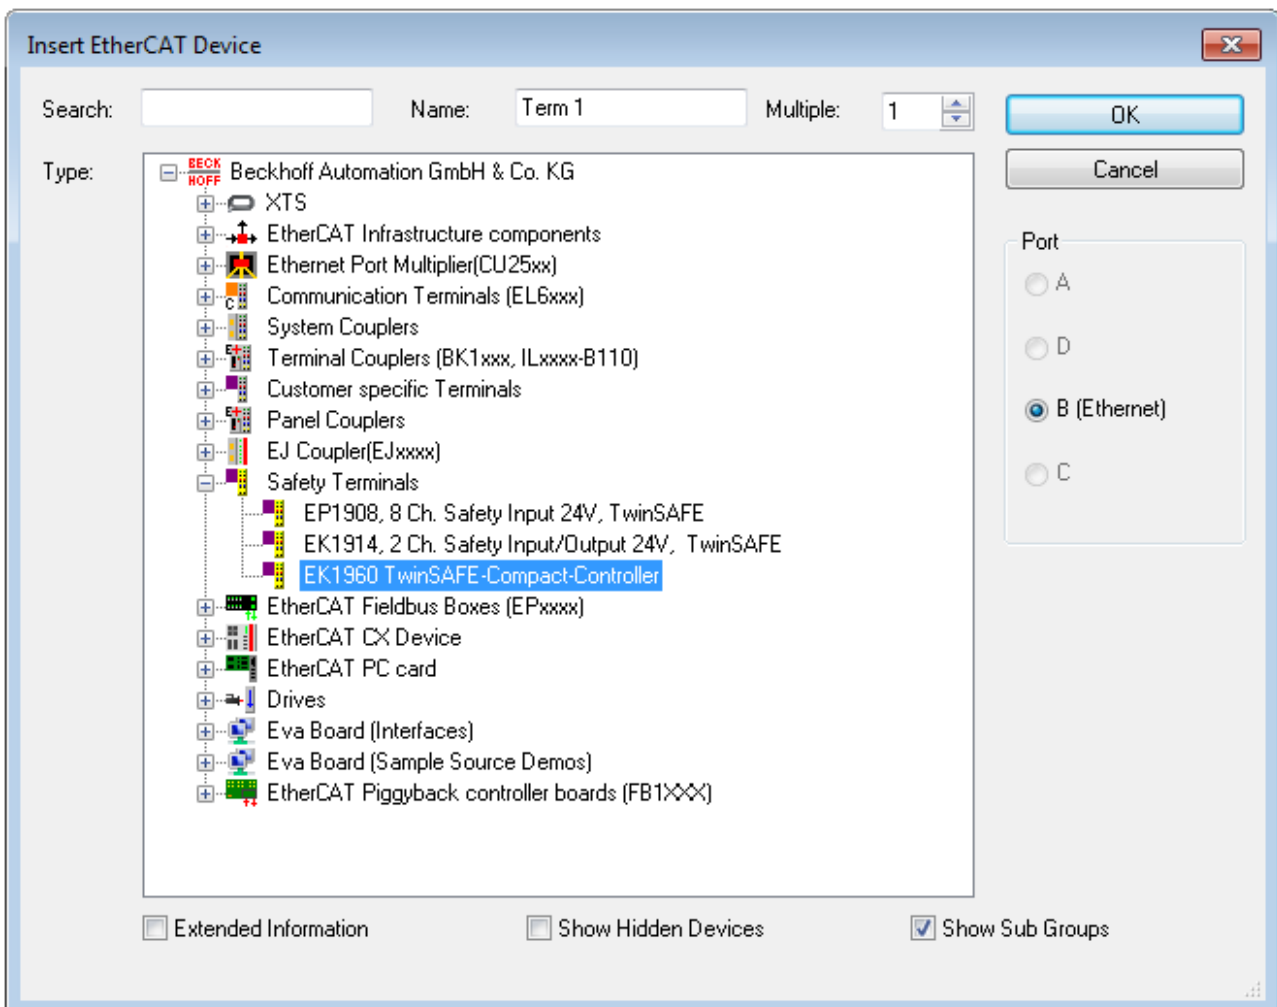 Insert EtherCAT Device
Search:
Name:
Term 1
Multiple:
1
OK
Cancel
Type:
BECK
HOFF
Beckhoff Automation GmbH & Co. KG
XTS
EtherCAT Infrastructure components
Ethernet Port Multiplier(CU25xx)
Communication Terminals (EL6xxx)
System Couplers
Terminal Couplers (BK1xxx, ILxxxx-B110)
Customer specific Terminals
Panel Couplers
EJ Coupler(EJxxxx)
Safety Terminals
EP1908, 8 Ch. Safety Input 24V, TwinSAFE
EK1914, 2 Ch. Safety Input/Output 24V, TwinSAFE
EK1960 TwinSAFE-Compact-Controller
EtherCAT Fieldbus Boxes (EPxxxx)
EtherCAT CX Device
EtherCAT PC card
Drives
Eva Board (Interfaces)
Eva Board (Sample Source Demos)
EtherCAT Piggyback controller boards (FB1XXX)
Port
A
D
B (Ethernet)
C
Extended Information
Show Hidden Devices
Show Sub Groups